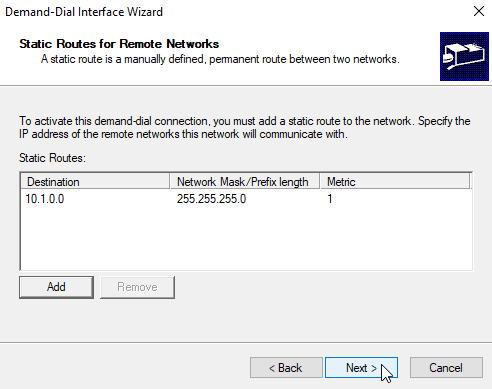 Demand-Dial Interface Wizard
Static Routes for Remote Networks
A static route is a manually defined, permanent route between two networks.
To activate this demand-dial connection, you must add a static route to the network. Specify the
IP address of the remote networks this network will communicate with.
Static Routes:
Destination Network Mask/Prefix length Metric
10.1.0.0 255.255.255.0 1
Add Remove
< Back Next > Cancel